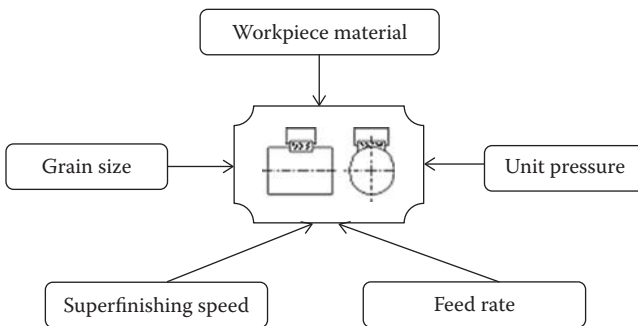 Workpiece material
Grain size
Unit pressure
Superfinishing speed
Feed rate